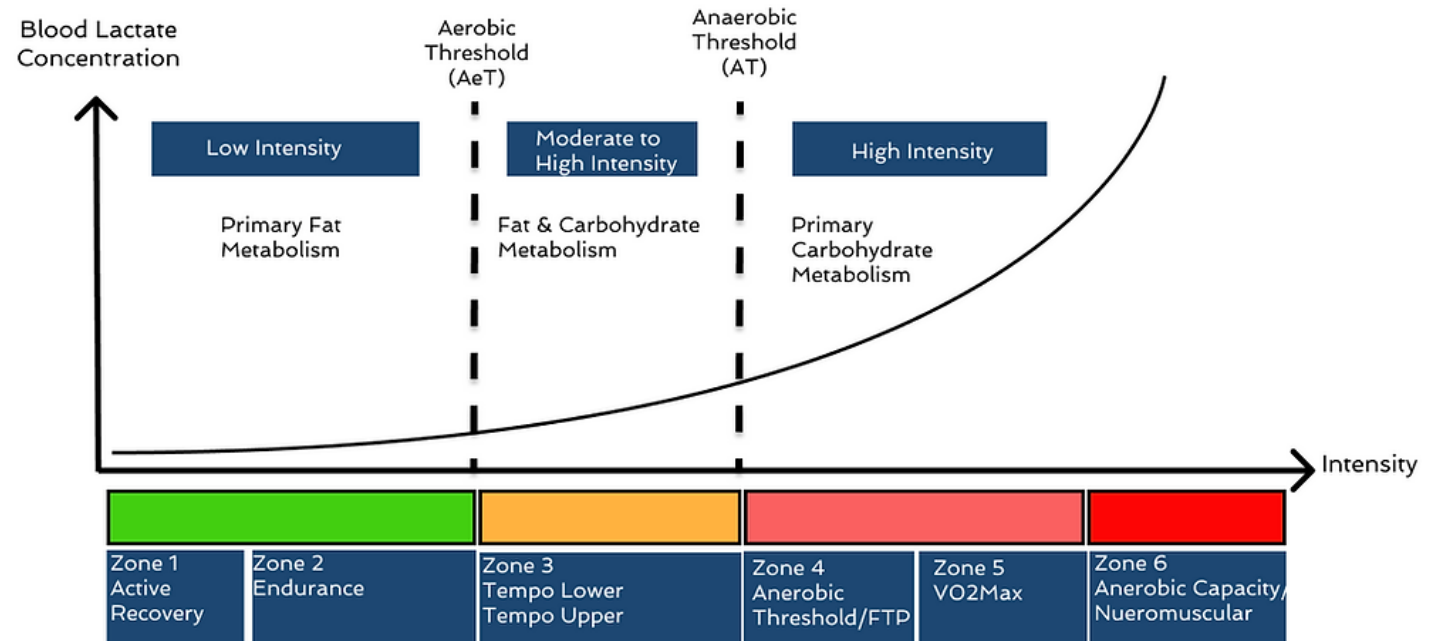 Blood Lactate
Concentration
Aerobic
Threshold
(AeT)
Anaerobic
Threshold
(AT)
Low Intensity
Moderate to
High Intensity
High Intensity
Primary Fat
Metabolism
Fat & Carbohydrate
Metabolism
Primary
Carbohydrate
Metabolism
Intensity
Zone 1
Active
Recovery
Zone 2
Endurance
Zone 3
Tempo Lower
Tempo Upper
Zone 4
Anerobic
Threshold/FTP
Zone 5
VO2Max
Zone 6
Anerobic Capacity/
Nueromuscular